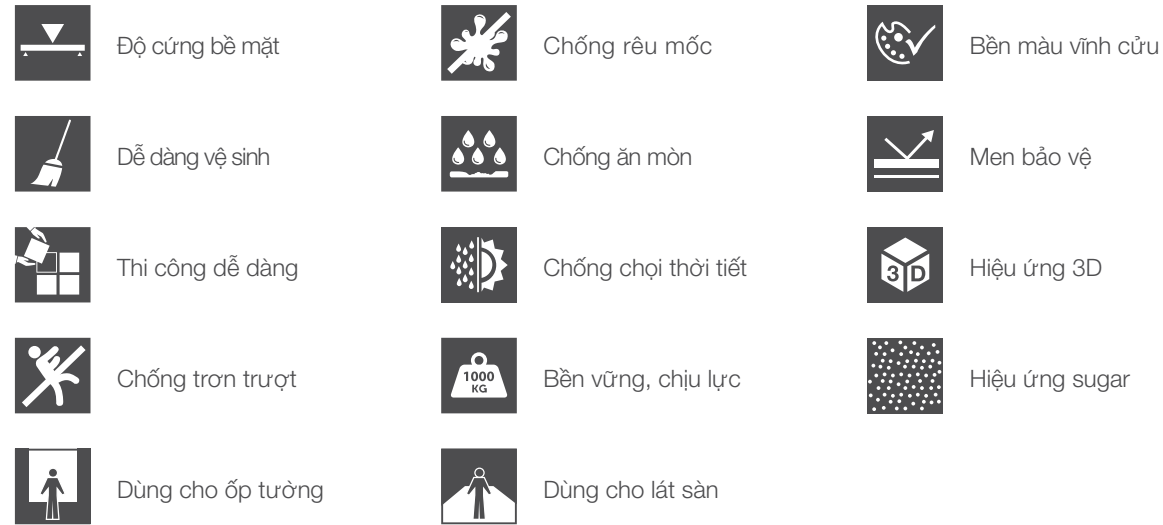 Độ cứng bề mặt
Dễ dàng vệ sinh
Thi công dễ dàng
Chống trơn trượt
Dùng cho ốp tường
Chống rêu mốc
Chống ăn mòn
Chống chọi thời tiết
1000
KG
Bền vững, chịu lực
Dùng cho lát sàn
Bền màu vĩnh cửu
Men bảo vệ
3D
Hiệu ứng 3D
Hiệu ứng sugar